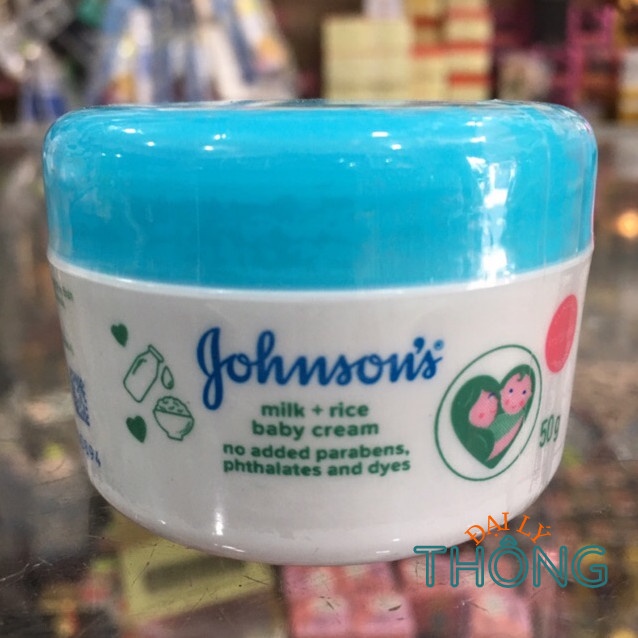 Johnson's®
milk + rice
baby cream
no added parabens,
phthalates and dyes
50g
ĐẠI LÝ
THÔNG